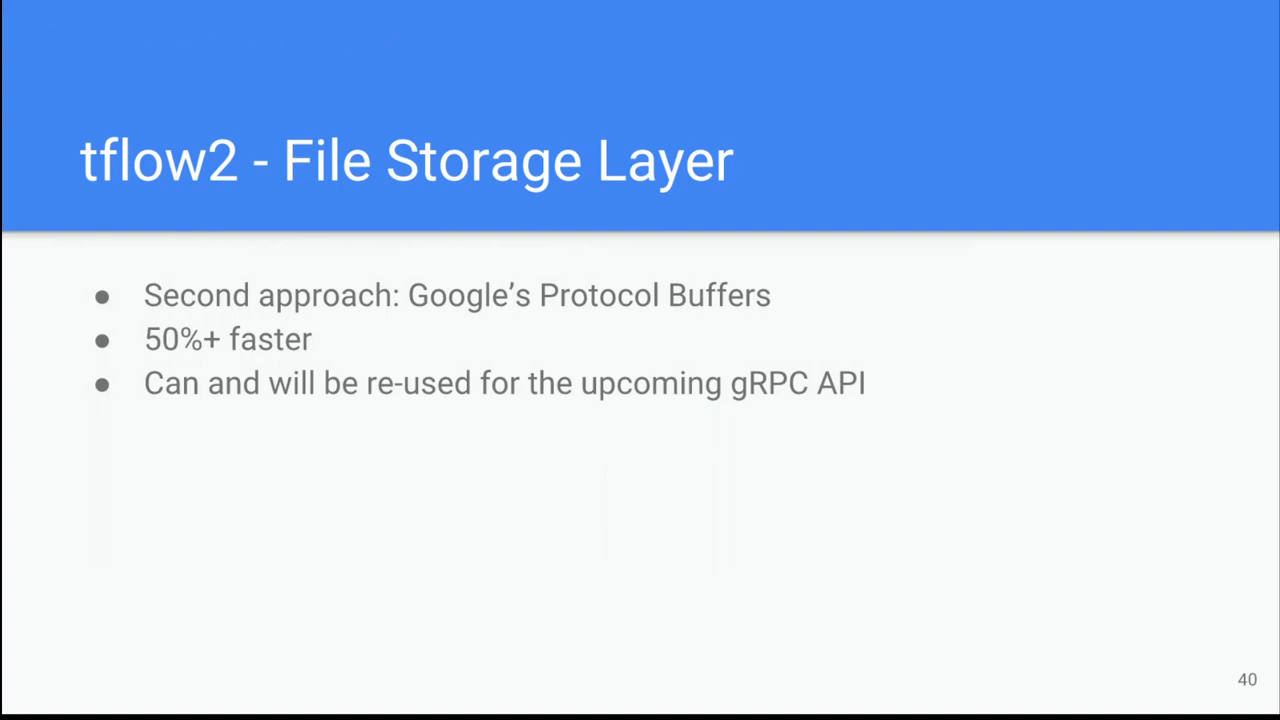 tflow2 - File Storage Layer
● Second approach: Google’s Protocol Buffers
● 50%+ faster
● Can and will be re-used for the upcoming gRPC API
40